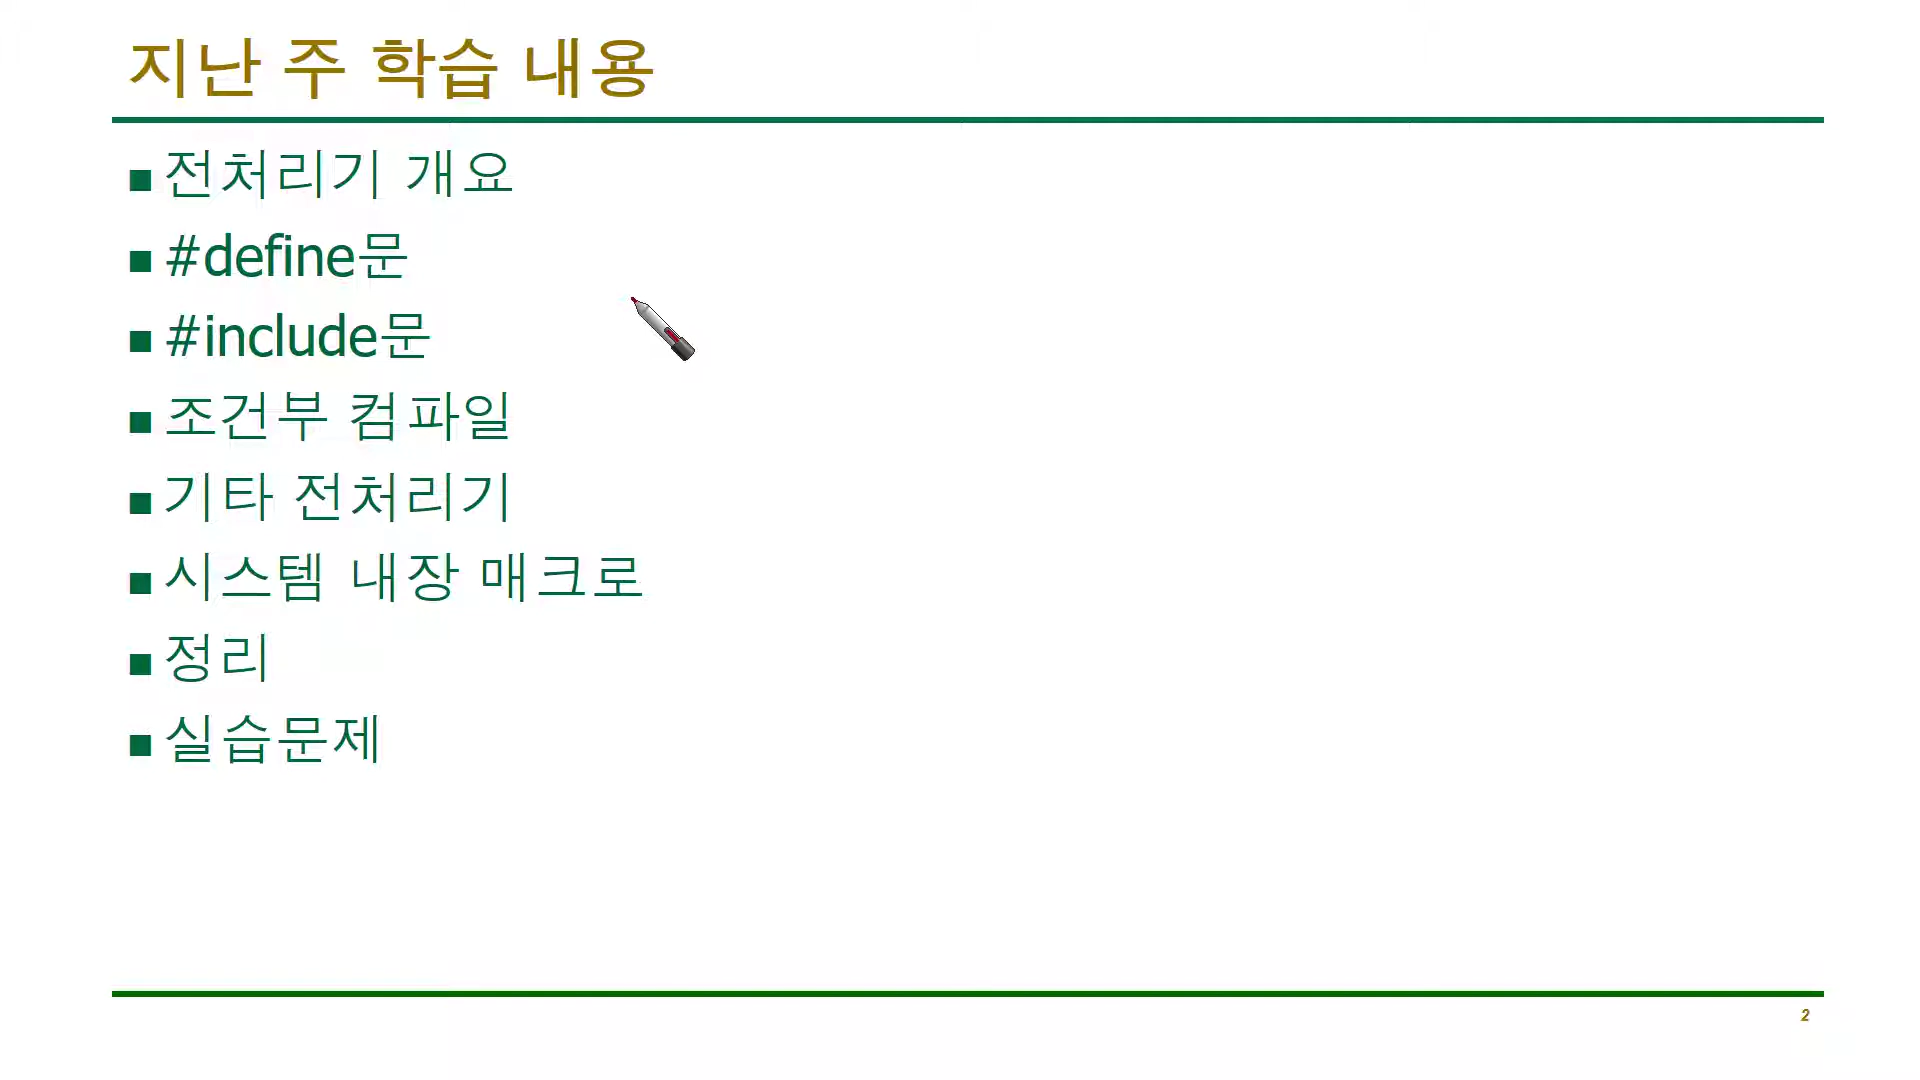 지난 주 학습 내용
■ 전처리기 개요
■ #define문
■ #include문
■ 조건부 컴파일
■ 기타 전처리기
■ 시스템 내장 매크로
■ 정리
■ 실습문제
2